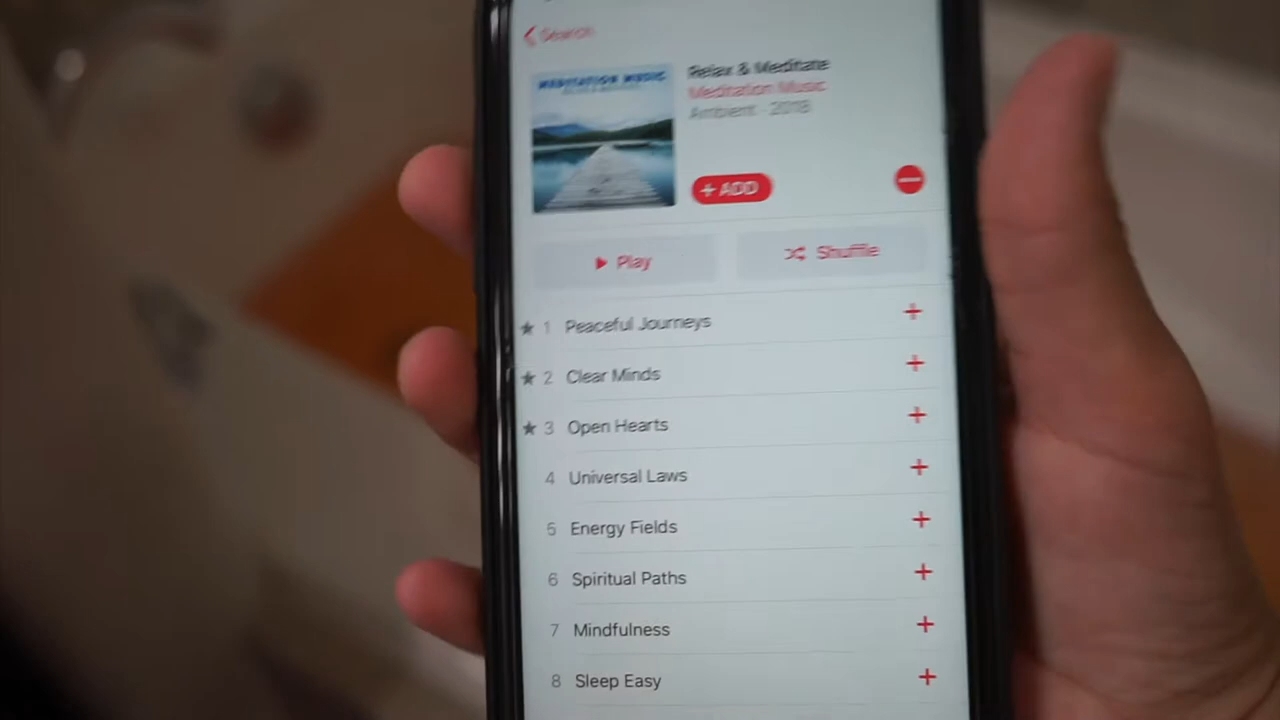 Search
MEDITATION MUSIC
Relax & Meditate
Meditation Music
Ambient · 2018
+ ADD
Play
Shuffle
★ 1 Peaceful Journeys +
★ 2 Clear Minds +
★ 3 Open Hearts +
4 Universal Laws +
5 Energy Fields +
6 Spiritual Paths +
7 Mindfulness +
8 Sleep Easy +